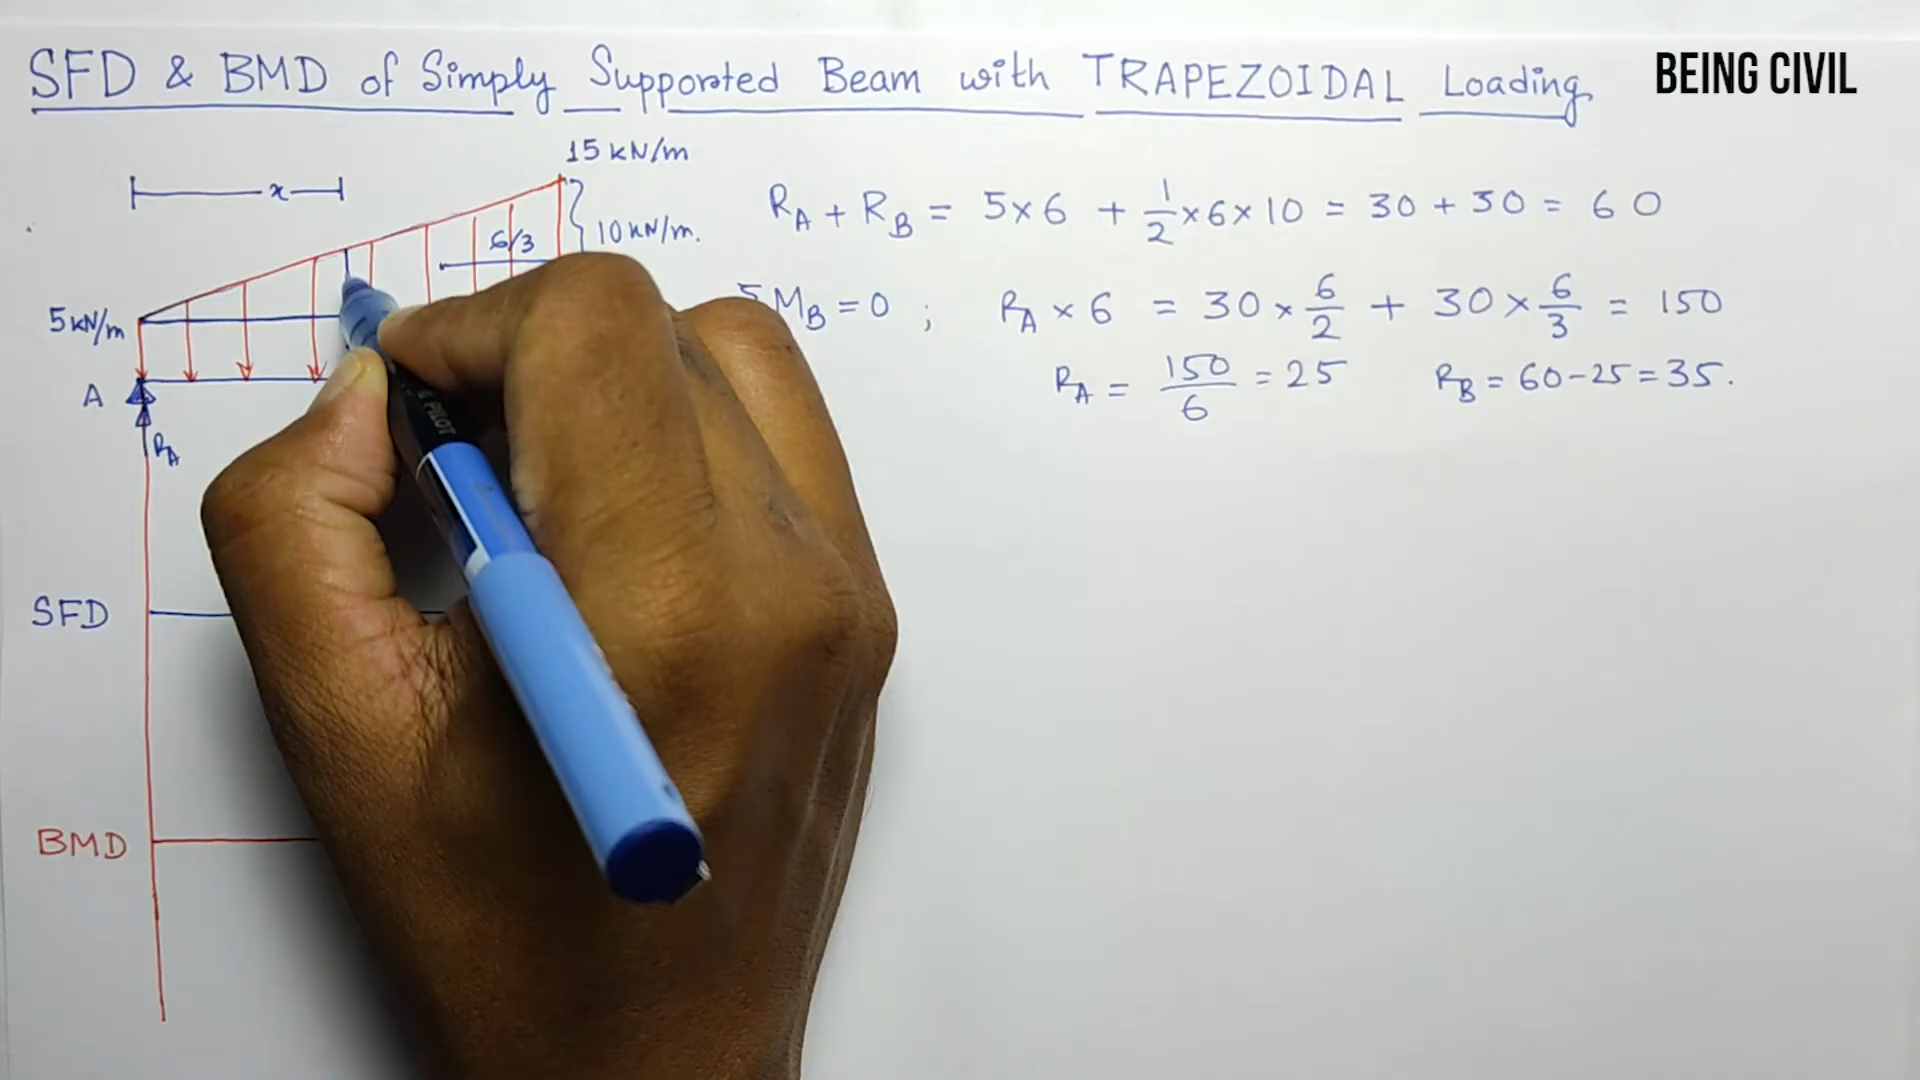 SFD & BMD of Simply Supported Beam with TRAPEZOIDAL Loading
BEING CIVIL
15 kN/m
x
6/3
10 kN/m.
5 kN/m
A
RA
RA + RB = 5×6 + 1/2 ×6×10 = 30+30 = 60
MB = 0 ; RA × 6 = 30 × 6/2 + 30 × 6/3 = 150
RA = 150/6 = 25 RB = 60-25 = 35.
SFD
BMD
PILOT